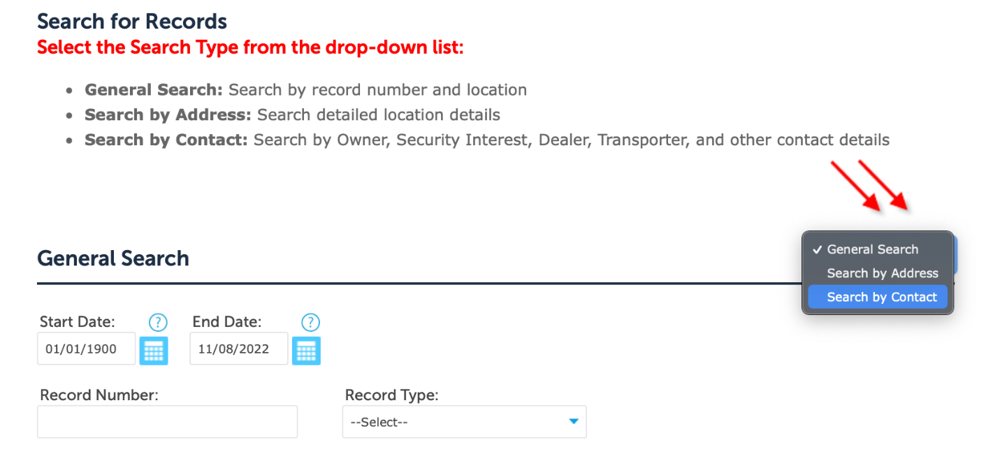 Search for Records
Select the Search Type from the drop-down list:
• General Search: Search by record number and location
• Search by Address: Search detailed location details
• Search by Contact: Search by Owner, Security Interest, Dealer, Transporter, and other contact details
General Search
✓ General Search
Search by Address
Search by Contact
Start Date: ? End Date: ?
01/01/1900 11/08/2022
Record Number: Record Type:
--Select--